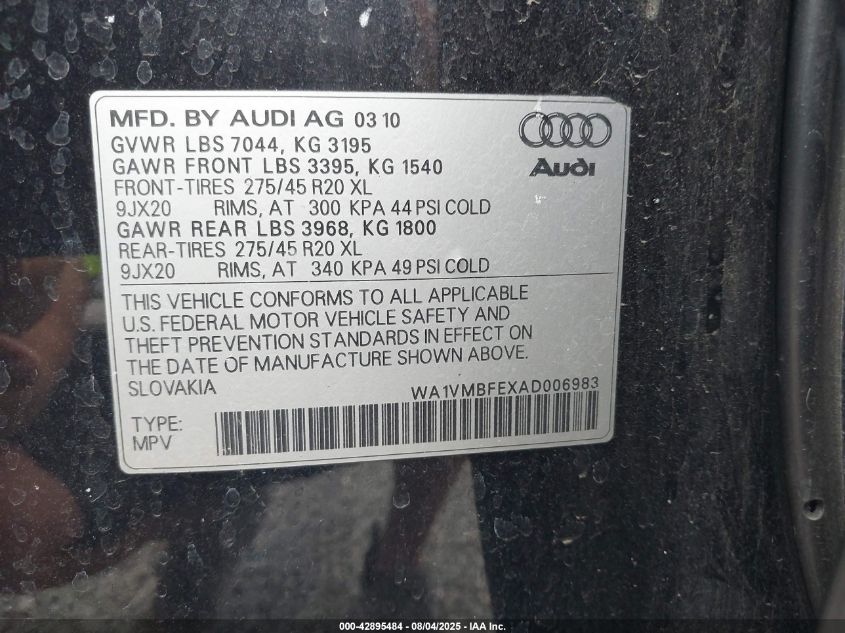 MFD. BY AUDI AG 03 10
GVWR LBS 7044, KG 3195
GAWR FRONT LBS 3395, KG 1540
FRONT-TIRES 275/45 R20 XL
9JX20 RIMS, AT 300 KPA 44 PSI COLD
GAWR REAR LBS 3968, KG 1800
REAR-TIRES 275/45 R20 XL
9JX20 RIMS, AT 340 KPA 49 PSI COLD
Audi
THIS VEHICLE CONFORMS TO ALL APPLICABLE
U.S. FEDERAL MOTOR VEHICLE SAFETY AND
THEFT PREVENTION STANDARDS IN EFFECT ON
THE DATE OF MANUFACTURE SHOWN ABOVE.
SLOVAKIA WA1VMBFEXAD006983
TYPE:
MPV
000-42895484 - 08/04/2025 - IAA Inc.